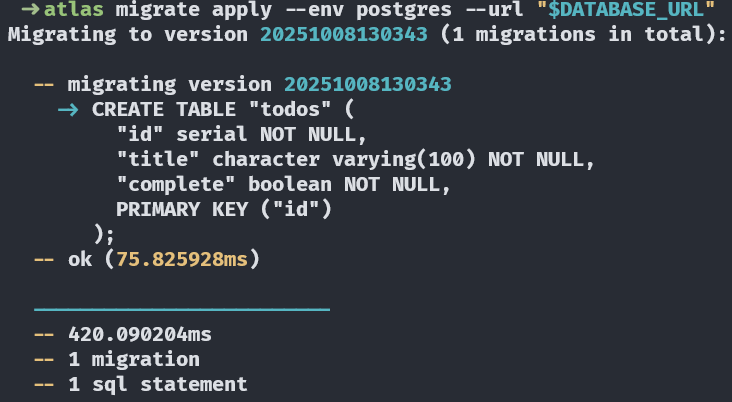 →atlas migrate apply --env postgres --url "$DATABASE_URL"
Migrating to version 20251008130343 (1 migrations in total):
-- migrating version 20251008130343
→ CREATE TABLE "todos" (
"id" serial NOT NULL,
"title" character varying(100) NOT NULL,
"complete" boolean NOT NULL,
PRIMARY KEY ("id")
);
-- ok (75.825928ms)
-------------------------
-- 420.090204ms
-- 1 migration
-- 1 sql statement